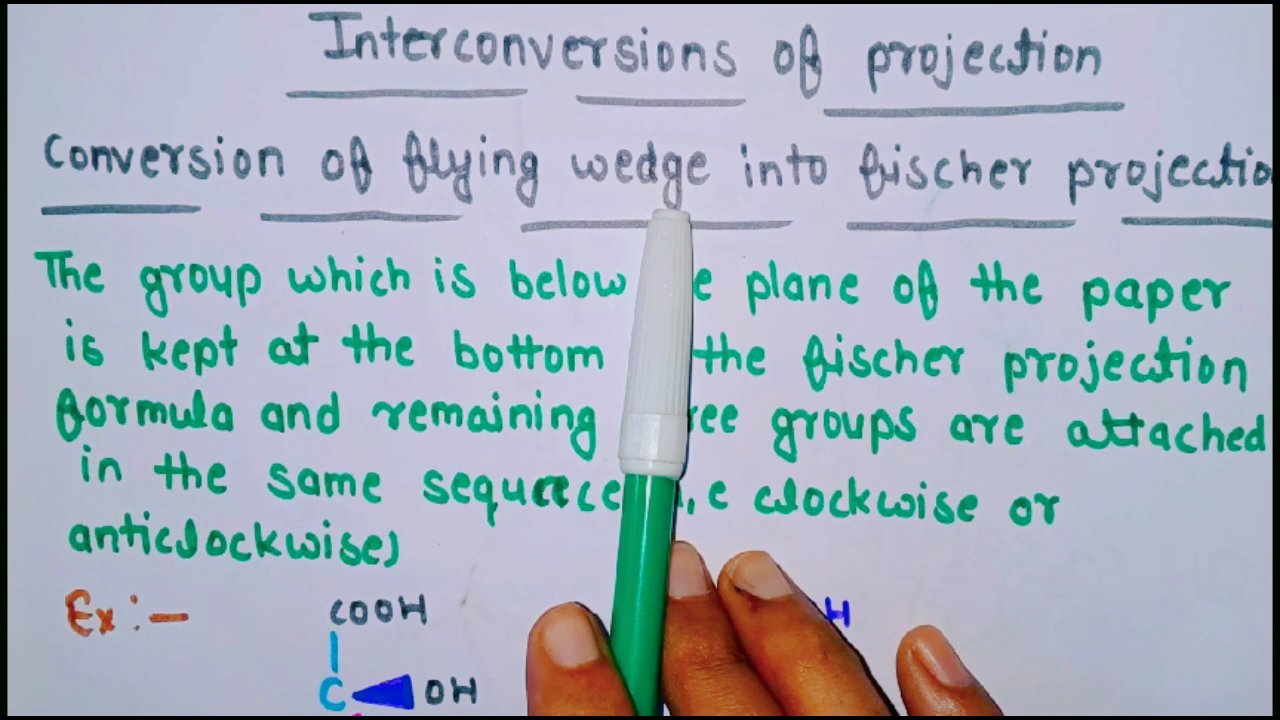 Interconversions of projection
Conversion of flying wedge into fischer projectio
The group which is below e plane of the paper
is kept at the bottom the fischer projection
formula and remaining ree groups are attached
in the same , e clockwise or
anticlockwise)
Ex :-
COOH
H
C OH